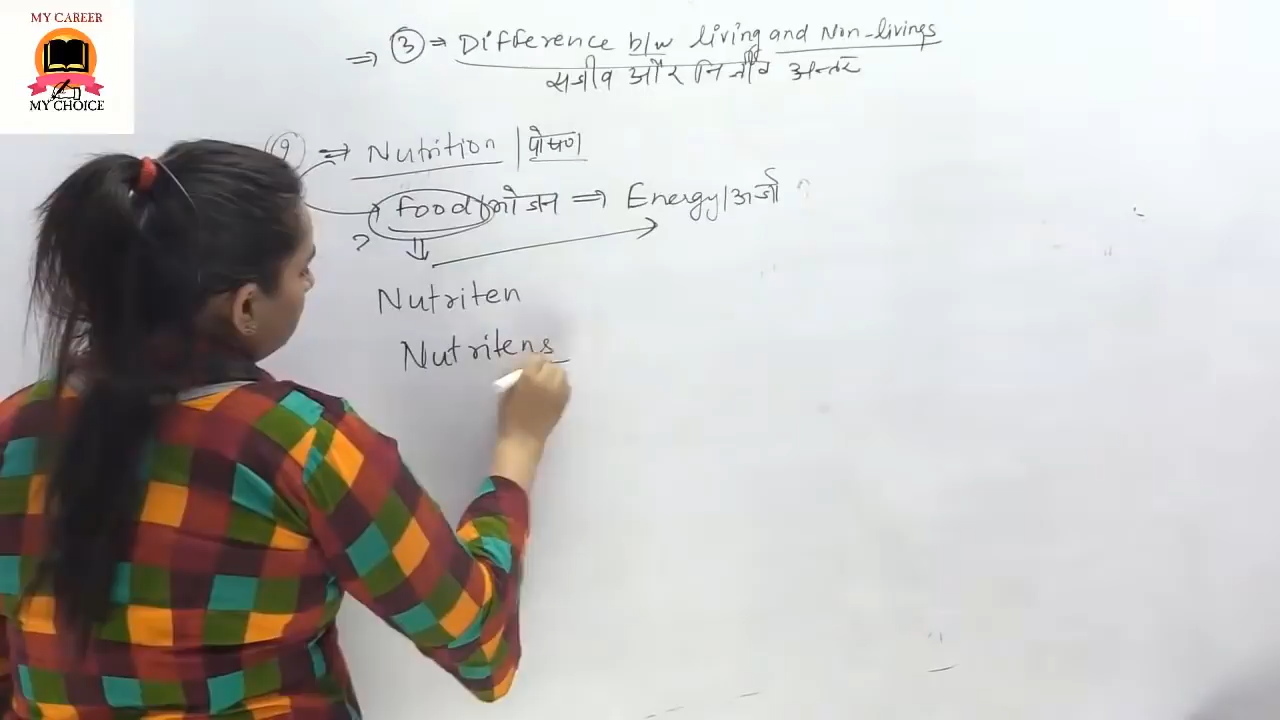 MY CAREER
MY CHOICE
⇒ ③ ⇒ Difference b/w living and Non-livings
सजीव और निर्जीव अन्तर
⇒ Nutrition | पोषण
food/भोजन ⇒ Energy/ऊर्जा
?
Nutriten
Nutritens